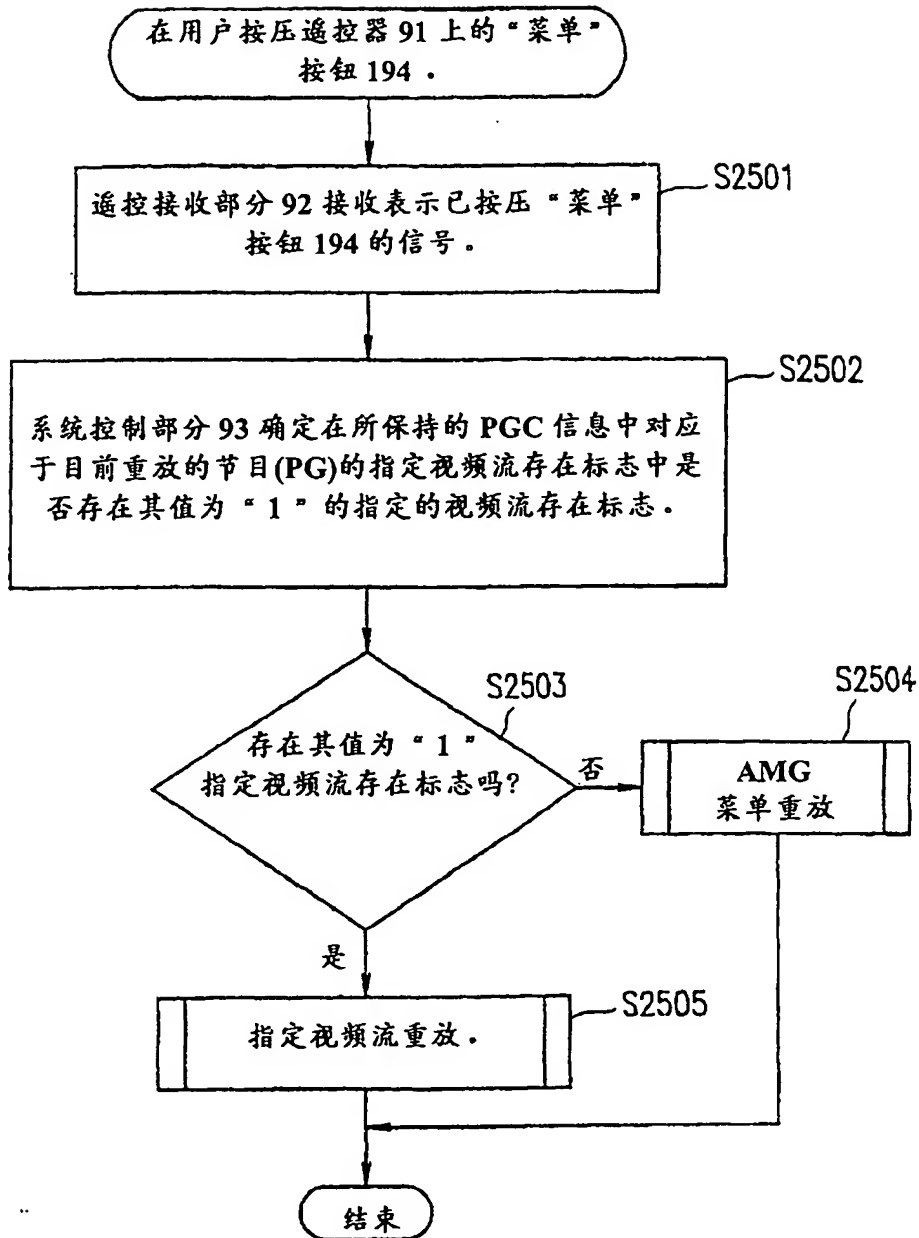 在用户按压遥控器 91 上的“菜单”
按钮 194 .
S2501
遥控接收部分 92 接收表示已按压“菜单”
按钮 194 的信号。
S2502
系统控制部分 93 确定在所保持的 PGC 信息中对应
于目前重放的节目(PG)的指定视频流存在标志中是
否存在其值为“1”的指定的视频流存在标志。
S2503
存在其值为“1”
指定视频流存在标志吗?
否
S2504
AMG
菜单重放
是
S2505
指定视频流重放。
结束